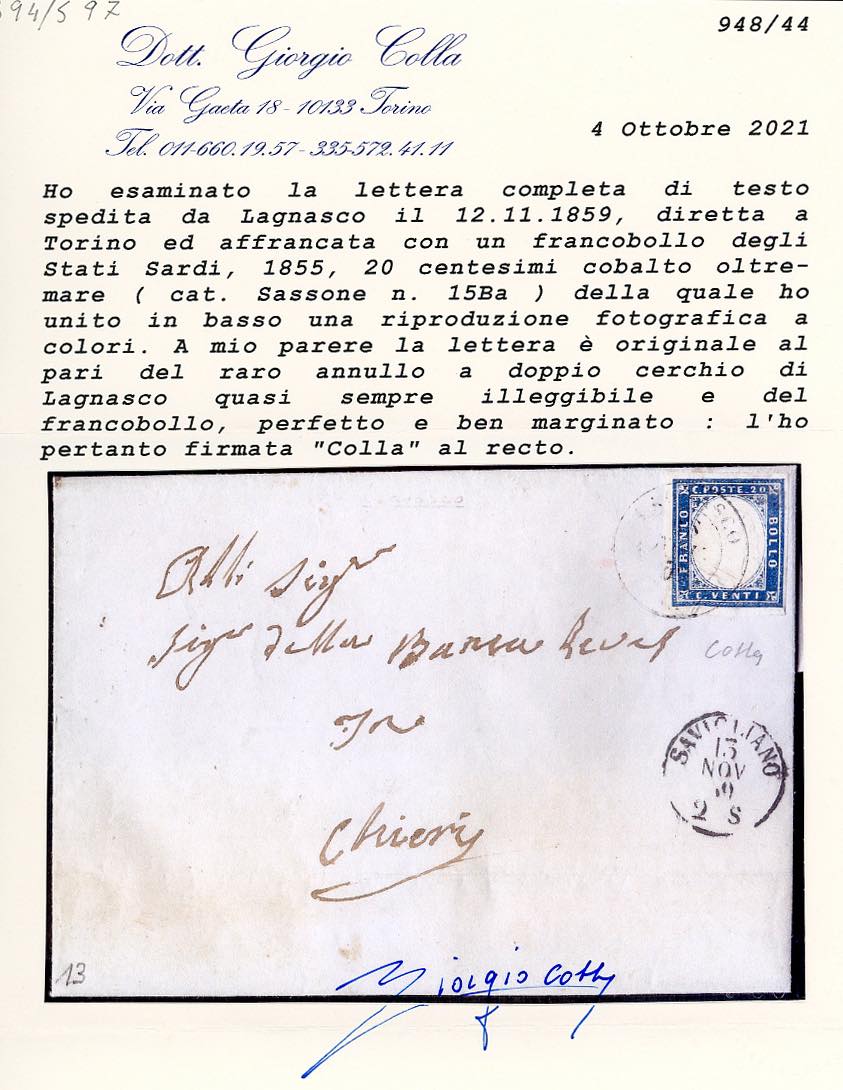 94/S 97
948/44
Dott. Giorgio Colla
Via Gaeta 18 - 10133 Torino
Tel. 011-660.19.57 - 335-572.41.11
4 Ottobre 2021
Ho esaminato la lettera completa di testo
spedita da Lagnasco il 12.11.1859, diretta a
Torino ed affrancata con un francobollo degli
Stati Sardi, 1855, 20 centesimi cobalto oltre-
mare ( cat. Sassone n. 15Ba ) della quale ho
unito in basso una riproduzione fotografica a
colori. A mio parere la lettera è originale al
pari del raro annullo a doppio cerchio di
Lagnasco quasi sempre illeggibile e del
francobollo, perfetto e ben marginato : l'ho
pertanto firmata "Colla" al recto.
C. POSTE. 20
FRANCO
BOLLO
C. VENTI
Colla
In
Chieri
SAVIGLIANO
13
NOV
2 S
13
Giorgio Colla